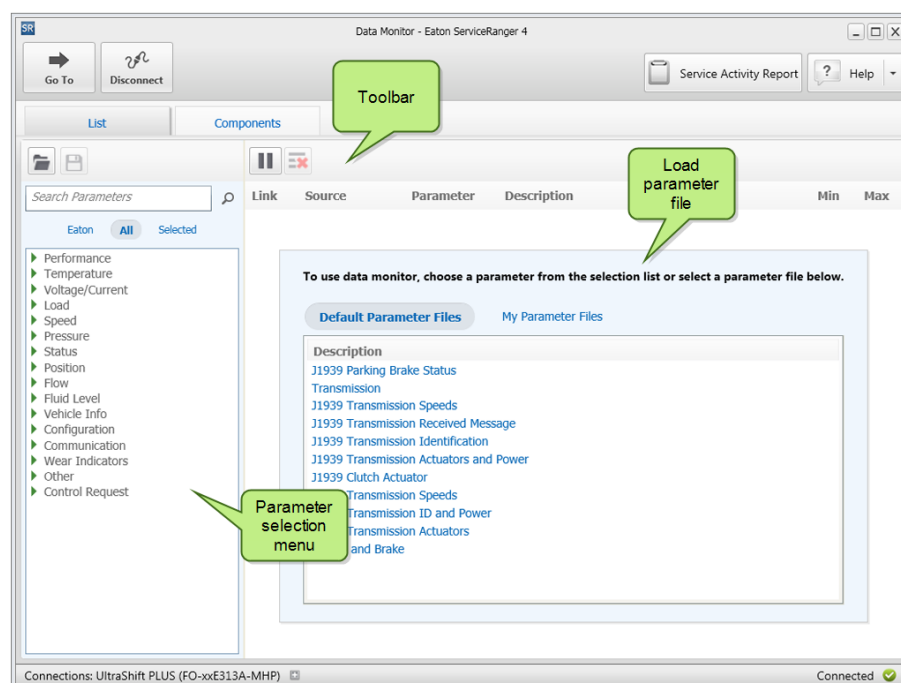 SR
Data Monitor - Eaton ServiceRanger 4
Go To
Disconnect
Service Activity Report
? Help
Toolbar
List
Components
Load
parameter
file
Search Parameters
Link Source Parameter Description Min Max
Eaton All Selected
Performance
Temperature
Voltage/Current
Load
Speed
Pressure
Status
Position
Flow
Fluid Level
Vehicle Info
Configuration
Communication
Wear Indicators
Other
Control Request
Parameter
selection
menu
To use data monitor, choose a parameter from the selection list or select a parameter file below.
Default Parameter Files
My Parameter Files
Description
J1939 Parking Brake Status
Transmission
J1939 Transmission Speeds
J1939 Transmission Received Message
J1939 Transmission Identification
J1939 Transmission Actuators and Power
J1939 Clutch Actuator
Transmission Speeds
Transmission ID and Power
Transmission Actuators
and Brake
Connections: UltraShift PLUS (FO-xxE313A-MHP)
Connected